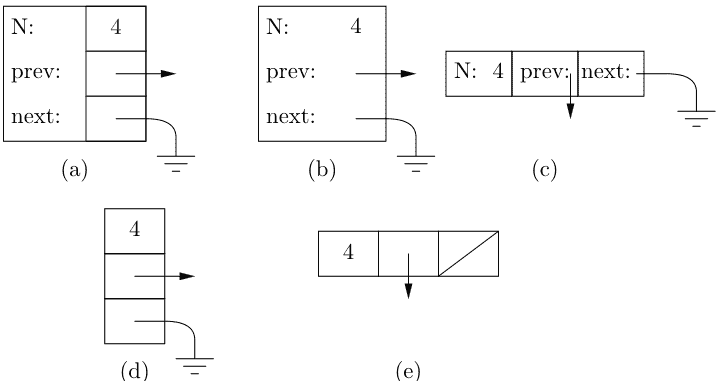 N: 4
prev:
next:
(a)
N: 4
prev:
next:
(b)
N: 4 prev: next:
(c)
4
(d)
4
(e)